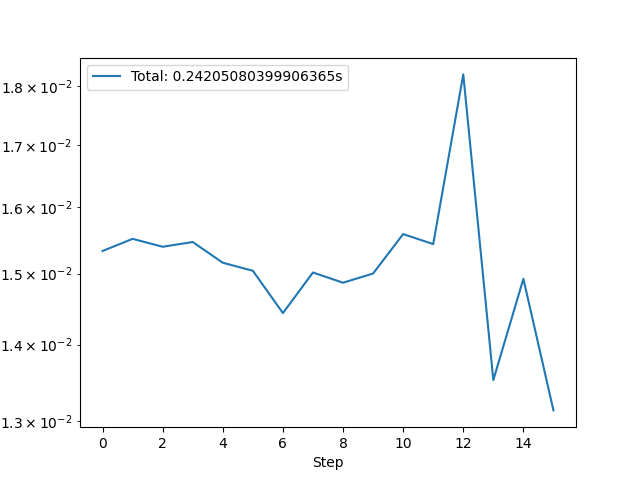 Total: 0.24205080399906365s
1.8 × 10⁻²
1.7 × 10⁻²
1.6 × 10⁻²
1.5 × 10⁻²
1.4 × 10⁻²
1.3 × 10⁻²
0 2 4 6 8 10 12 14
Step